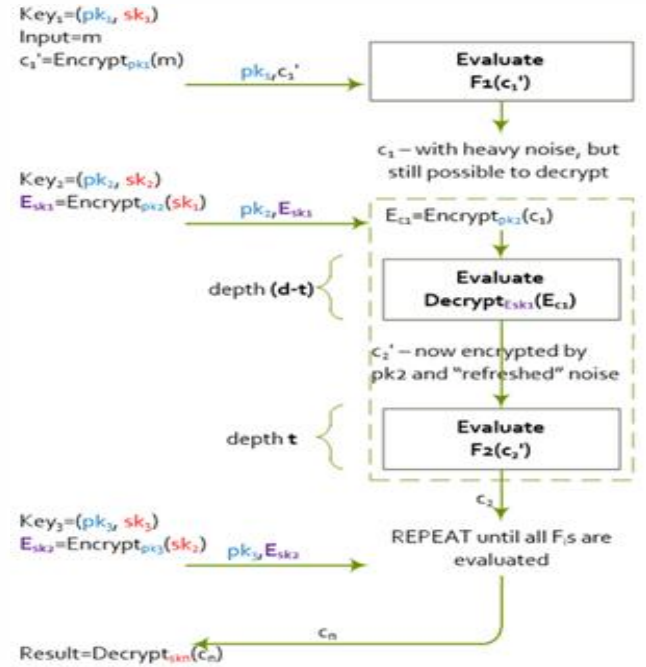 Key₁=(pk₁, sk₁)
Input=m
c₁'=Encryptₚₖ₁(m)
pk₁,c₁'
Evaluate
F1(c₁')
c₁ – with heavy noise, but
still possible to decrypt
Key₂=(pk₂, sk₂)
Eₛₖ₁=Encryptₚₖ₂(sk₁)
pk₂,Eₛₖ₁
E꜀₁=Encryptₚₖ₂(c₁)
depth (d-t)
Evaluate
Decrypt_Esk1(E꜀₁)
c₂' – now encrypted by
pk2 and “refreshed” noise
depth t
Evaluate
F2(c₂')
c₂
Key₃=(pk₃, sk₃)
Eₛₖ₂=Encryptₚₖ₃(sk₂)
pk₃,Eₛₖ₂
REPEAT until all Fᵢs are
evaluated
cₙ
Result=Decryptₛₖₙ(cₙ)